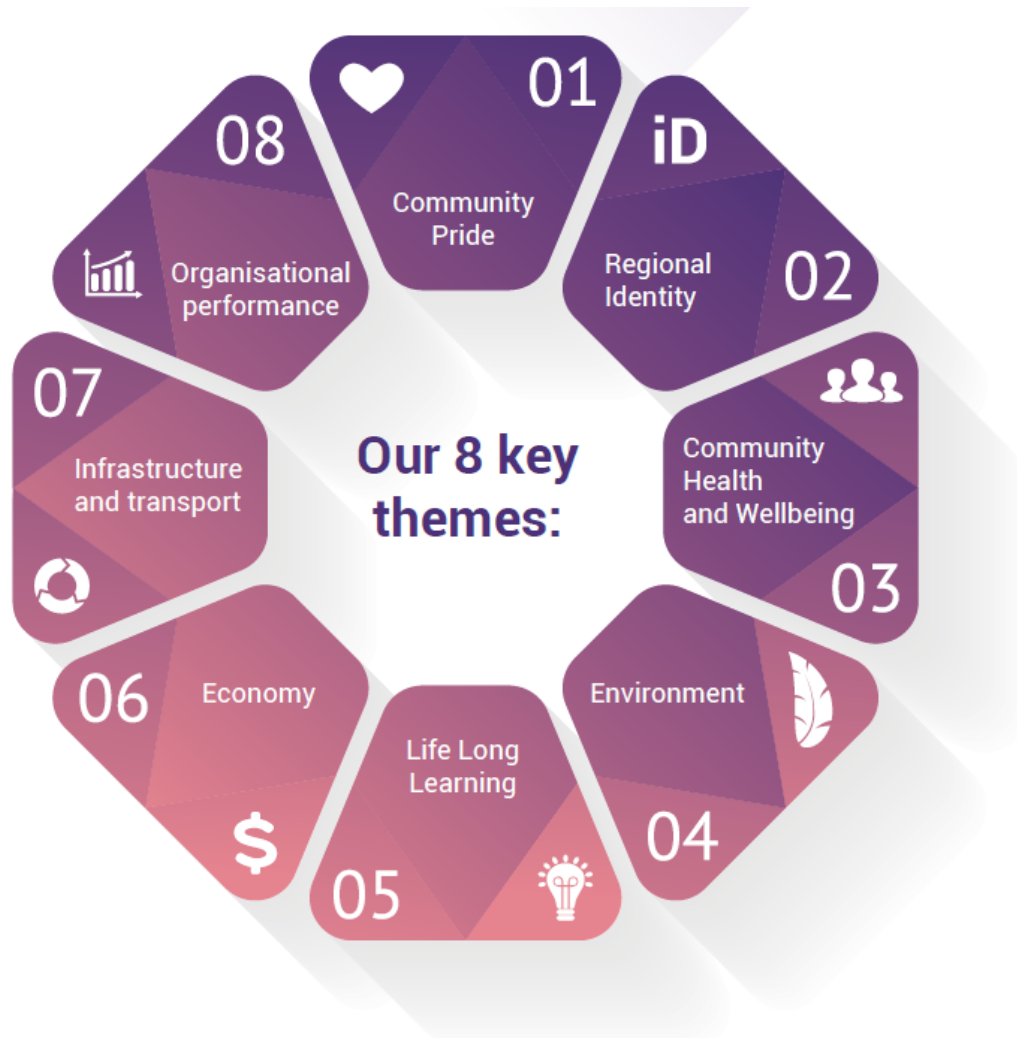 Our 8 key
themes:
01
Community
Pride
iD
Regional
Identity
02
Community
Health
and Wellbeing
03
Environment
04
Life Long
Learning
05
06
Economy
$
07
Infrastructure
and transport
08
Organisational
performance